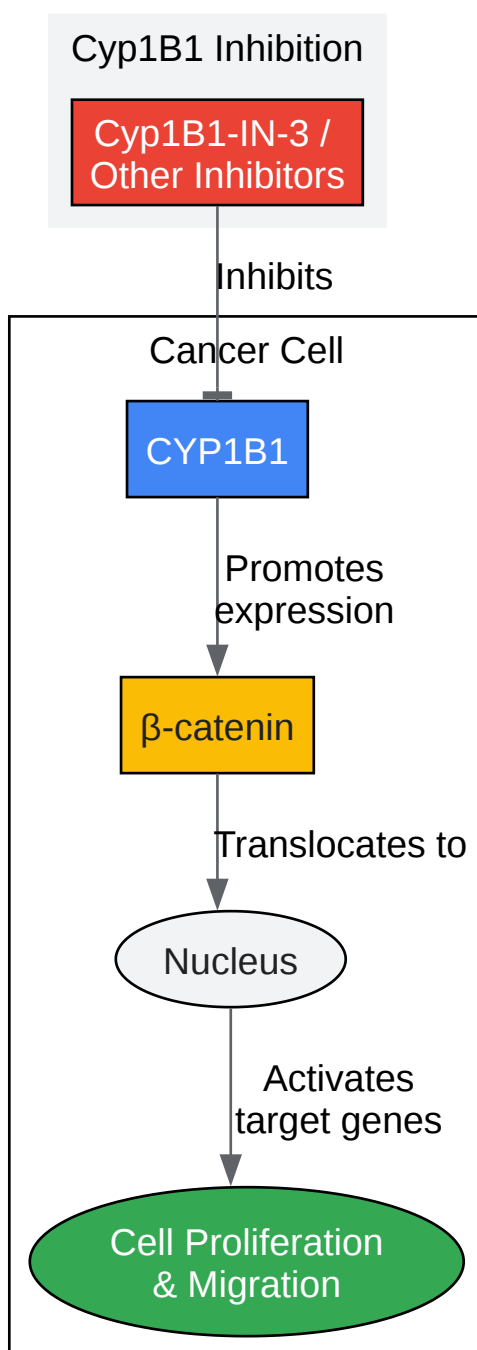 Cyp1B1 Inhibition
Cyp1B1-IN-3 /
Other Inhibitors
Inhibits
Cancer Cell
CYP1B1
Promotes
expression
β-catenin
Translocates to
Nucleus
Activates
target genes
Cell Proliferation
& Migration